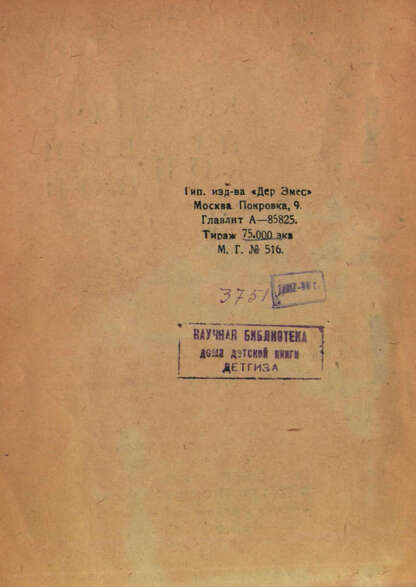 Тип. изд-ва «Дер Эмес»
Москва Покровка, 9.
Главлит А—85825.
Тираж 75.000 экз
М. Г. № 516.
3751
НАУЧНАЯ БИБЛИОТЕКА
ДОМА ДЕТСКОЙ КНИГИ
ДЕТГИЗА